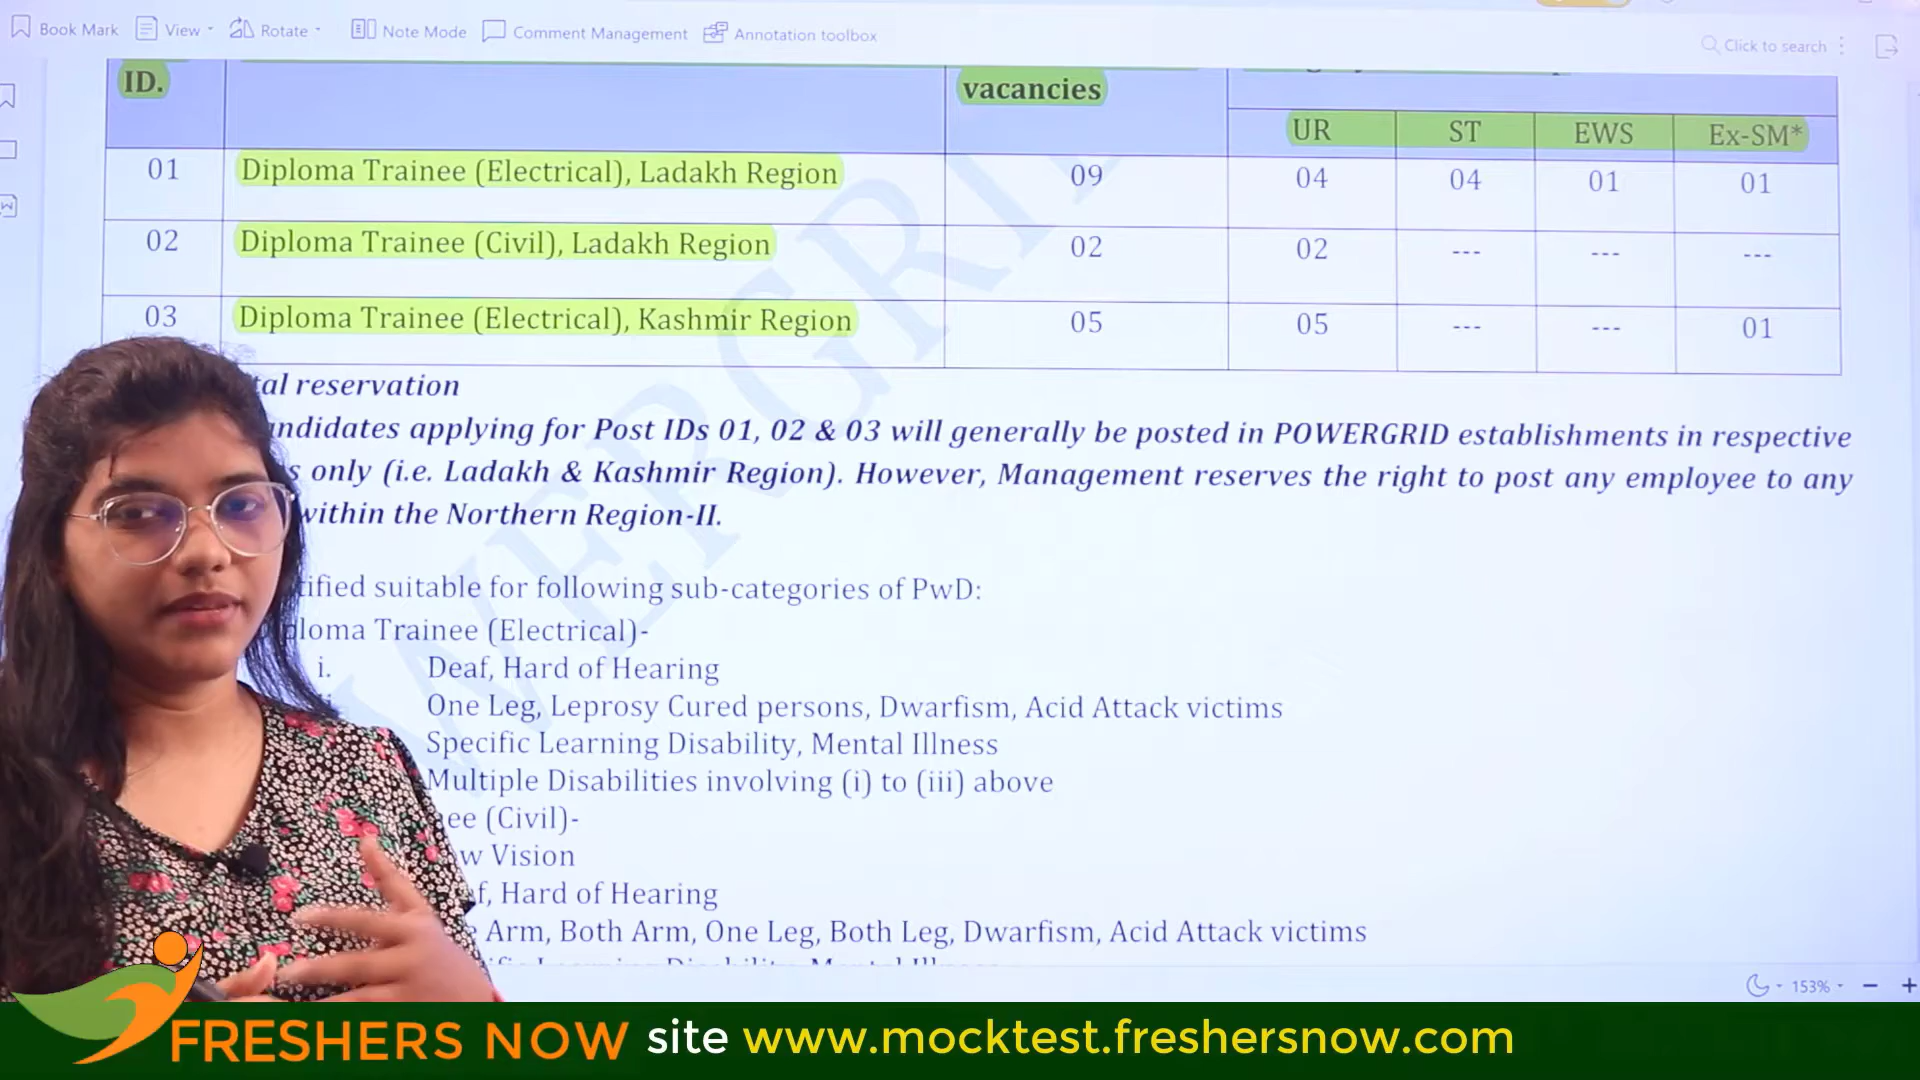 Book Mark View Rotate Note Mode Comment Management Annotation toolbox Click to search
ID. vacancies
UR ST EWS Ex-SM*
01 Diploma Trainee (Electrical), Ladakh Region 09 04 04 01 01
02 Diploma Trainee (Civil), Ladakh Region 02 02 --- --- ---
03 Diploma Trainee (Electrical), Kashmir Region 05 05 --- --- 01
reservation
applying for Post IDs 01, 02 & 03 will generally be posted in POWERGRID establishments in respective
only (i.e. Ladakh & Kashmir Region). However, Management reserves the right to post any employee to any
within the Northern Region-II.
suitable for following sub-categories of PwD:
Trainee (Electrical)-
i. Deaf, Hard of Hearing
One Leg, Leprosy Cured persons, Dwarfism, Acid Attack victims
Specific Learning Disability, Mental Illness
Multiple Disabilities involving (i) to (iii) above
(Civil)-
Vision
Hard of Hearing
Arm, Both Arm, One Leg, Both Leg, Dwarfism, Acid Attack victims
153%
FRESHERS NOW site www.mocktest.freshersnow.com